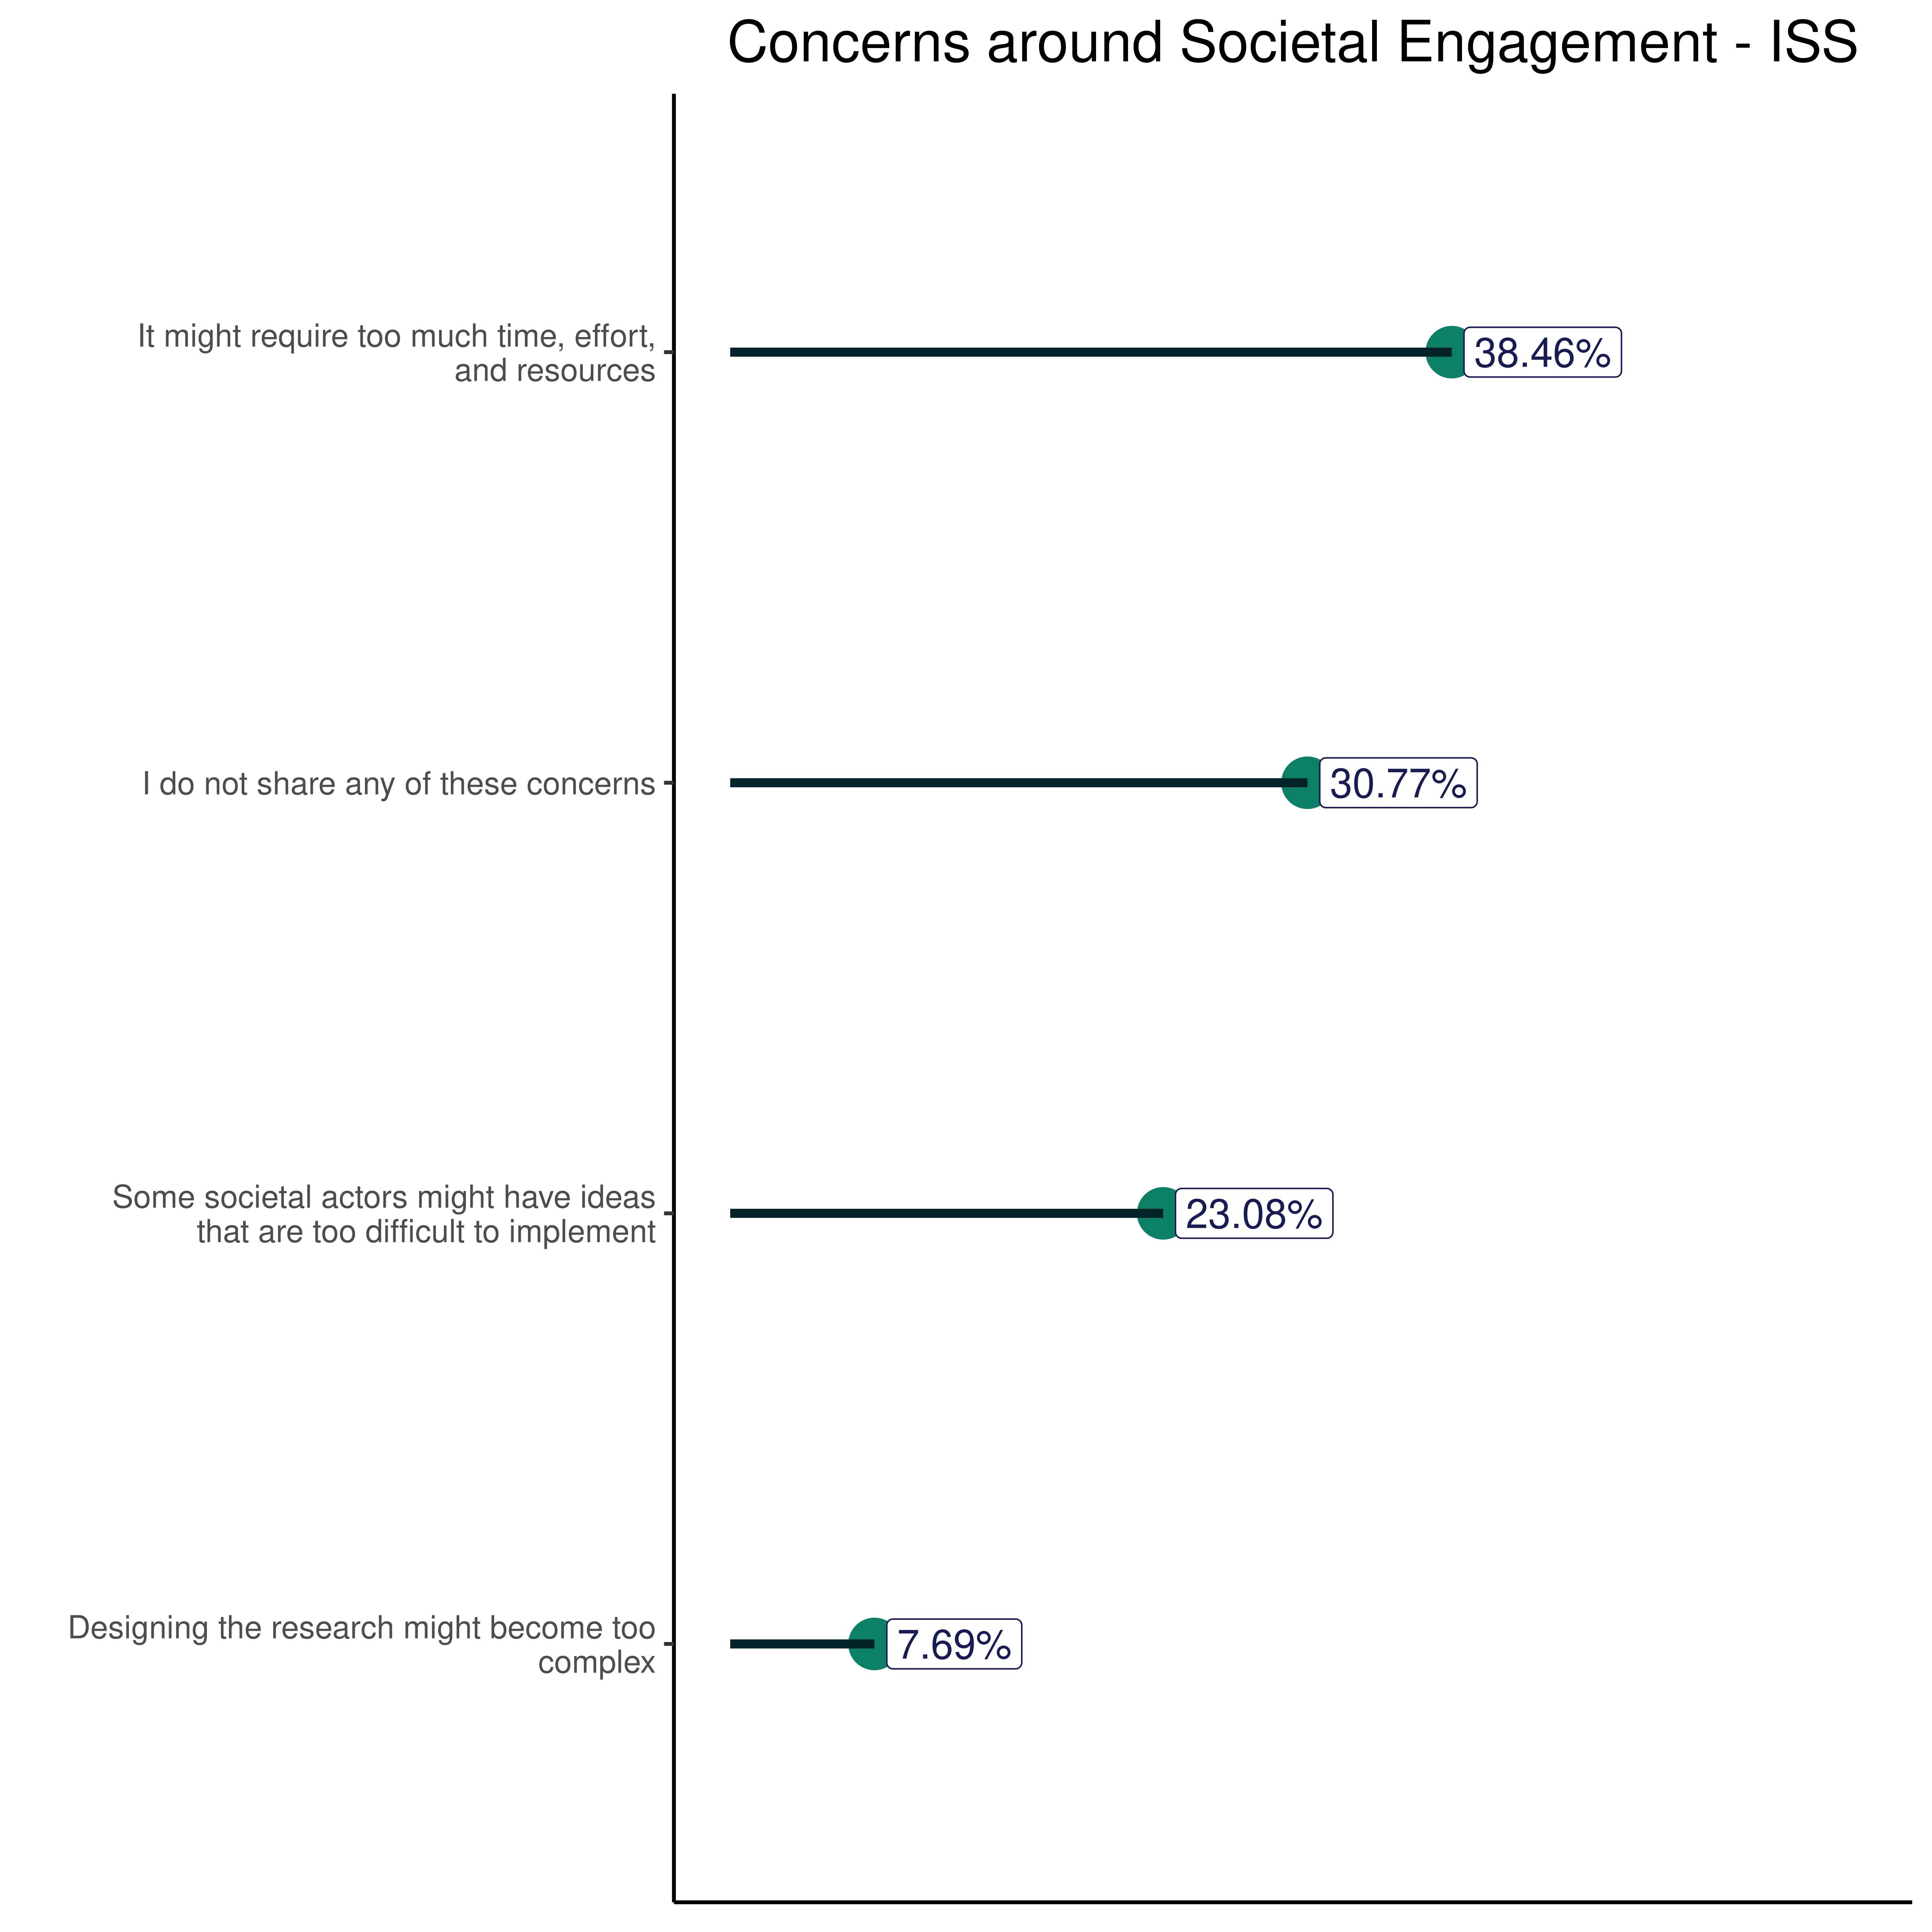 Concerns around Societal Engagement - ISS
It might require too much time, effort,
and resources
38.46%
I do not share any of these concerns
30.77%
Some societal actors might have ideas
that are too difficult to implement
23.08%
Designing the research might become too
complex
7.69%